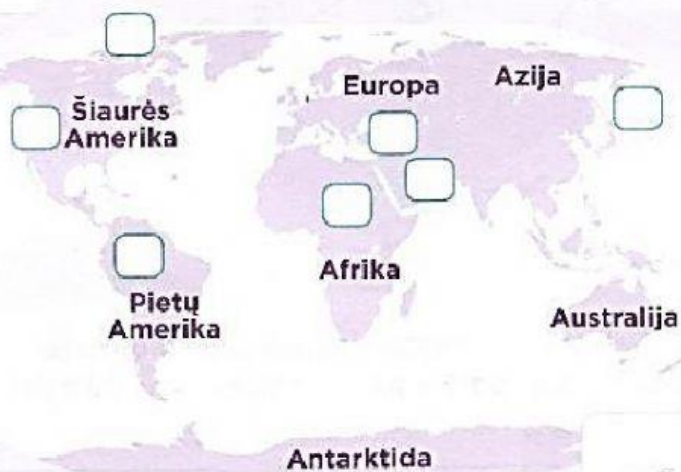 Europa
Azija
Šiaurės
Amerika
Afrika
Pietų
Amerika
Australija
Antarktida